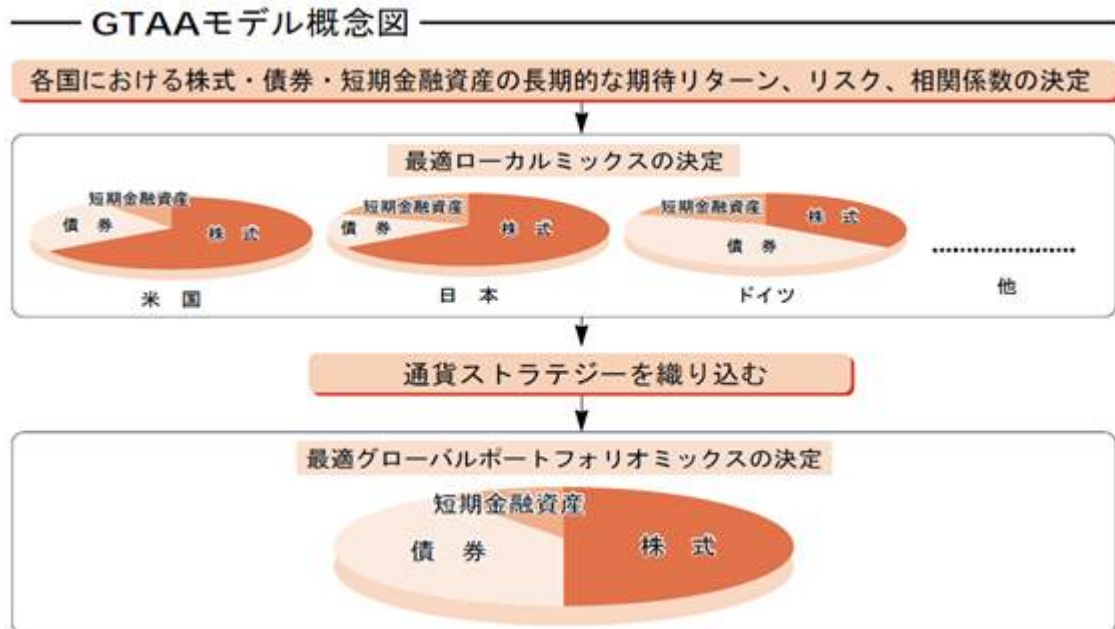 GTAAモデル概念図
各国における株式・債券・短期金融資産の長期的な期待リターン、リスク、相関係数の決定
最適ローカルミックスの決定
短期金融資産
債 券
株 式
米 国
短期金融資産
債 券
株 式
日 本
短期金融資産
株 式
債 券
ドイツ
....................
他
通貨ストラテジーを織り込む
最適グローバルポートフォリオミックスの決定
短期金融資産
債 券
株 式